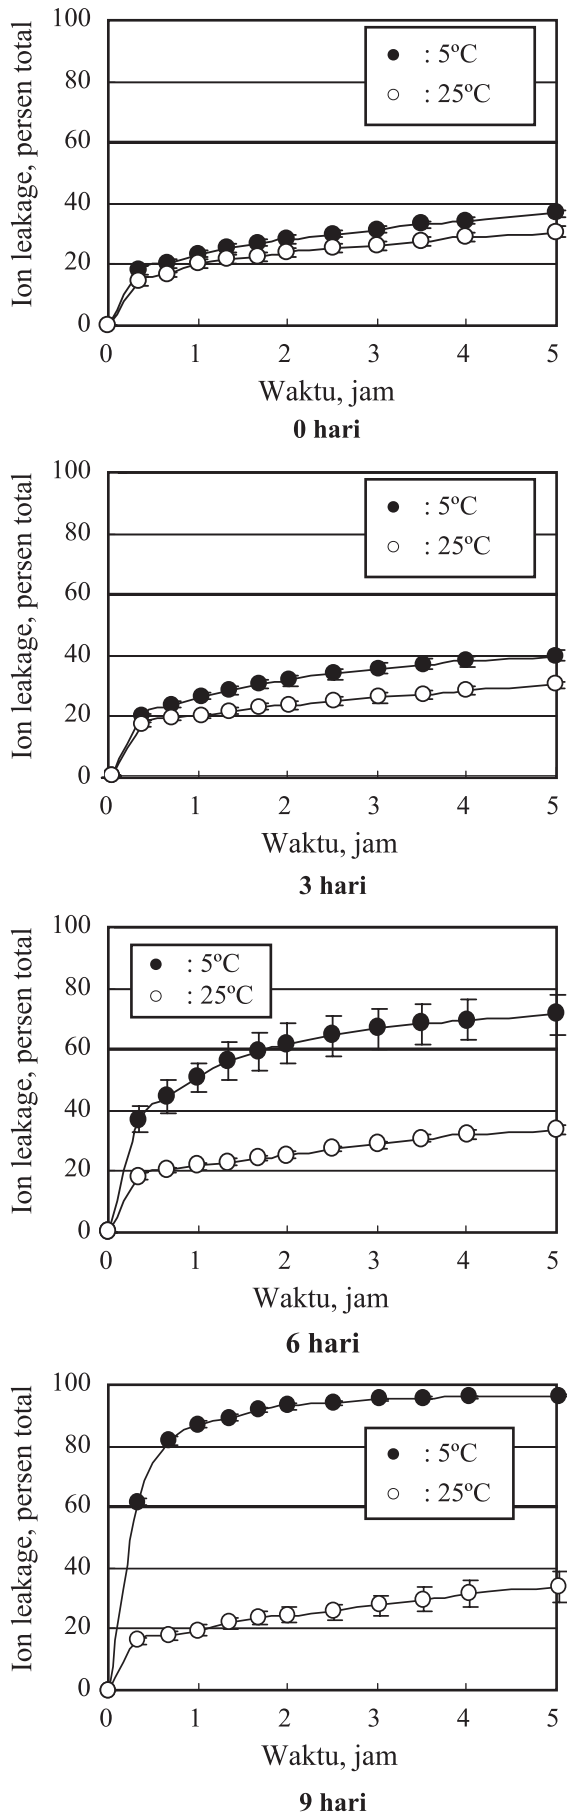 Ion leakage, persen total
100
80
60
40
20
0
: 5ºC
: 25ºC
0 1 2 3 4 5
Waktu, jam
0 hari
Ion leakage, persen total
100
80
60
40
20
0
: 5ºC
: 25ºC
0 1 2 3 4 5
Waktu, jam
3 hari
Ion leakage, persen total
100
80
60
40
20
0
: 5ºC
: 25ºC
0 1 2 3 4 5
Waktu, jam
6 hari
Ion leakage, persen total
100
80
60
40
20
0
: 5ºC
: 25ºC
0 1 2 3 4 5
Waktu, jam
9 hari